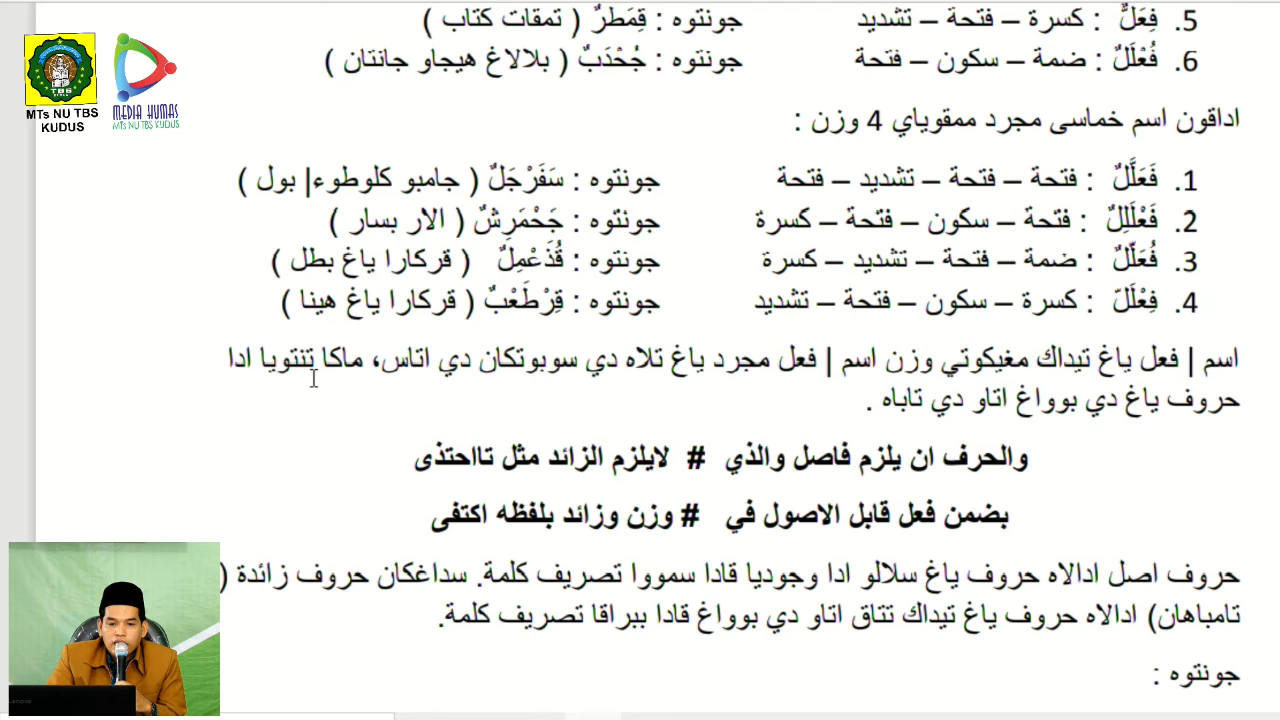 5. فِعَلٌّ : كسرة – فتحة – تشديد جونتوه : قِمَطرٌ ( تمقات كتاب )
6. فُعْلَلٌ : ضمة – سكون – فتحة جونتوه : جُحْدَبٌ ( بلالاغ هيجاو جانتان )
اداقون اسم خماسى مجرد ممقوياي 4 وزن :
1. فَعَلَّلٌ : فتحة – فتحة – تشديد – فتحة جونتوه : سَفَرْجَلٌ ( جامبو كلوطوء| بول )
2. فَعْلَلِلٌ : فتحة – سكون – فتحة – كسرة جونتوه : جَحْمَرِشٌ ( الار بسار )
3. فُعَلِّلٌ : ضمة – فتحة – تشديد – كسرة جونتوه : قُذَعْمِلٌ ( قركارا ياغ بطل )
4. فِعْلَلّ : كسرة – سكون – فتحة – تشديد جونتوه : قِرْطَعْبٌ ( قركارا ياغ هينا )
اسم | فعل ياغ تيداك مغيكوتي وزن اسم | فعل مجرد ياغ تلاه دي سوبوتكان دي اتاس، ماكا تنتويا ادا
حروف ياغ دي بوواغ اتاو دي تاباه .
والحرف ان يلزم فاصل والذي # لايلزم الزائد مثل تااحتذى
بضمن فعل قابل الاصول في # وزن وزائد بلفظه اكتفى
حروف اصل ادالاه حروف ياغ سلالو ادا وجوديا قادا سمووا تصريف كلمة. سداغكان حروف زائدة (
تامباهان) ادالاه حروف ياغ تيداك تتاق اتاو دي بوواغ قادا ببراقا تصريف كلمة.
جونتوه :
TBS
MTs NU TBS
KUDUS
MEDIA HUMAS
MTs NU TBS KUDUS